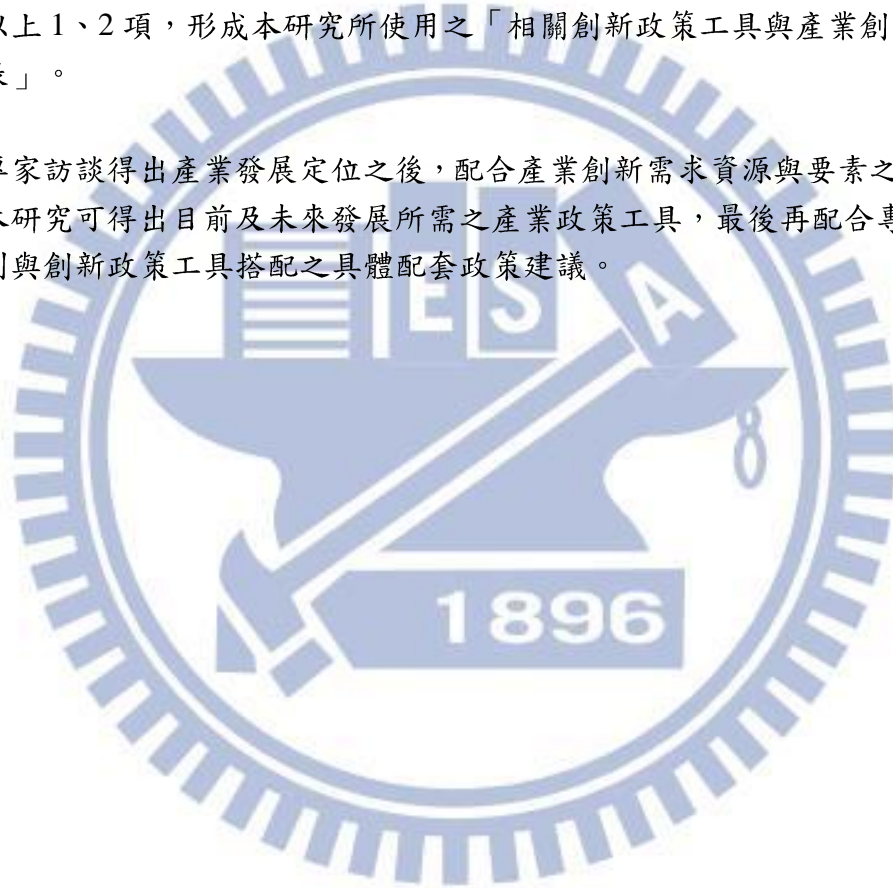 以上 1、2 項，形成本研究所使用之「相關創新政策工具與產業創
表」。
專家訪談得出產業發展定位之後，配合產業創新需求資源與要素之
本研究可得出目前及未來發展所需之產業政策工具，最後再配合專
列與創新政策工具搭配之具體配套政策建議。
E S A
1896